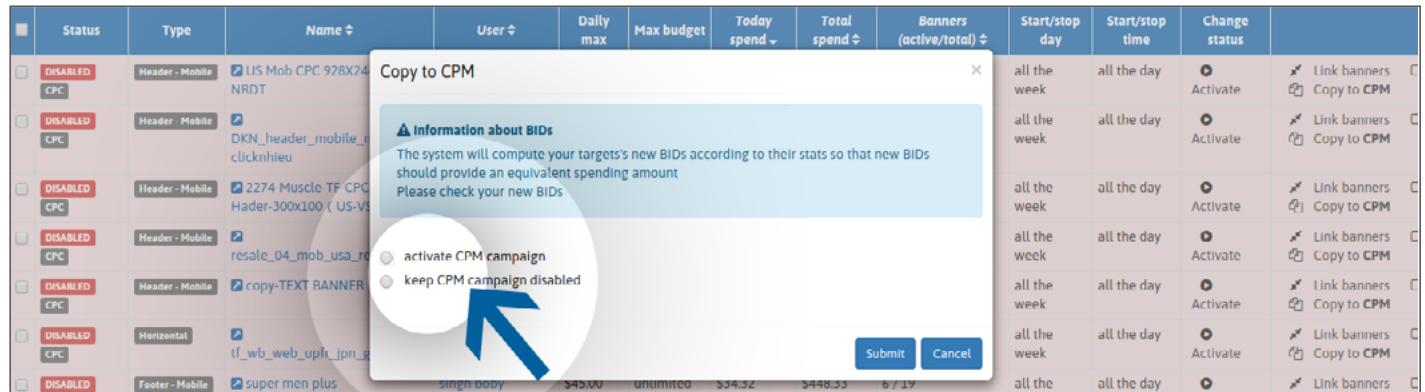 Status Type Name User Daily max Max budget Today spend Total spend Banners (active/total) Start/stop day Start/stop time Change status
DISABLED CPC Header - Mobile US Mob CPC 928X24 NRDT all the week all the day Activate Link banners Copy to CPM
DISABLED CPC Header - Mobile DKN_header_mobile clicknhieu all the week all the day Activate Link banners Copy to CPM
DISABLED CPC Header - Mobile 2274 Muscle TF CPC Hader-300x100 ( US-VS all the week all the day Activate Link banners Copy to CPM
DISABLED CPC Header - Mobile resale_04_mob_usa all the week all the day Activate Link banners Copy to CPM
DISABLED CPC Header - Mobile copy-TEXT BANNER all the week all the day Activate Link banners Copy to CPM
DISABLED CPC Horizontal tf_wb_web_upfr_jpn_g all the week all the day Activate Link banners Copy to CPM
DISABLED Footer - Mobile super men plus singh boby $45.00 unlimited $34.32 $448.33 6 / 19 all the all the day Link banners
Copy to CPM ×
Information about BIDs
The system will compute your targets's new BIDs according to their stats so that new BIDs
should provide an equivalent spending amount
Please check your new BIDs
activate CPM campaign
keep CPM campaign disabled
Submit Cancel